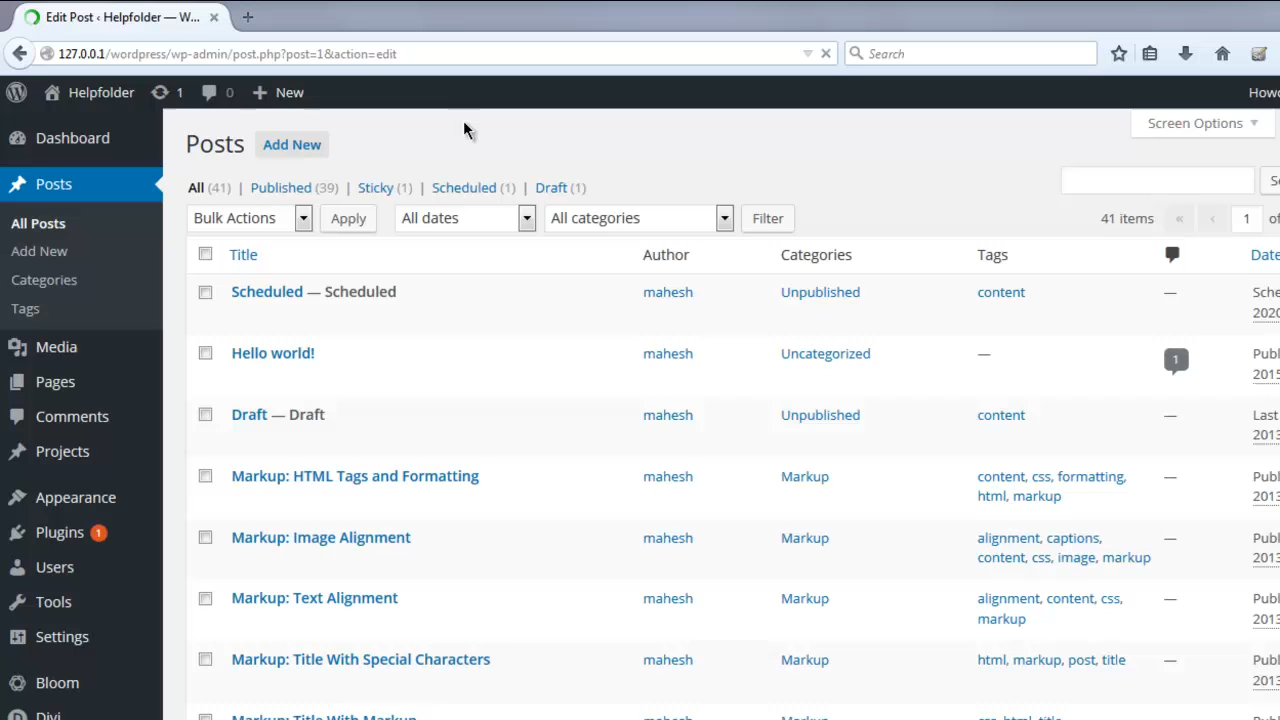 Edit Post ‹ Helpfolder — W...
127.0.0.1/wordpress/wp-admin/post.php?post=1&action=edit
Search
Helpfolder 1 0 New
Howd
Dashboard
Posts
All Posts
Add New
Categories
Tags
Media
Pages
Comments
Projects
Appearance
Plugins 1
Users
Tools
Settings
Bloom
Divi
Posts Add New
Screen Options
All (41) | Published (39) | Sticky (1) | Scheduled (1) | Draft (1)
Bulk Actions Apply All dates All categories Filter 41 items « ‹ 1 of
Title Author Categories Tags Date
Scheduled — Scheduled mahesh Unpublished content — Sche
2020
Hello world! mahesh Uncategorized — 1 Publ
2015
Draft — Draft mahesh Unpublished content — Last
2013
Markup: HTML Tags and Formatting mahesh Markup content, css, formatting, — Publ
html, markup 2013
Markup: Image Alignment mahesh Markup alignment, captions, — Publ
content, css, image, markup 2013
Markup: Text Alignment mahesh Markup alignment, content, css, — Publ
markup 2013
Markup: Title With Special Characters mahesh Markup html, markup, post, title — Publ
2013
Markup: Title With Markup css, html, title